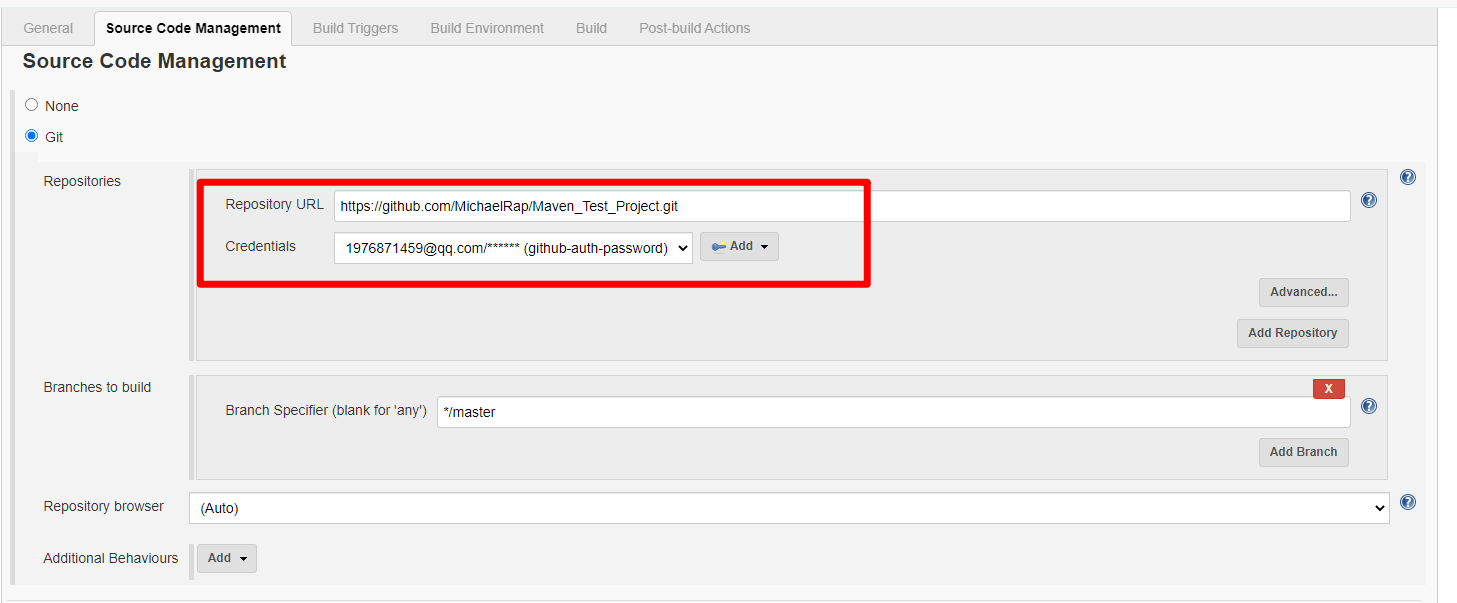 General Source Code Management Build Triggers Build Environment Build Post-build Actions
Source Code Management
None
Git
Repositories
Repository URL https://github.com/MichaelRap/Maven_Test_Project.git
Credentials 1976871459@qq.com/****** (github-auth-password) Add
Advanced...
Add Repository
Branches to build
X
Branch Specifier (blank for 'any') */master
Add Branch
Repository browser (Auto)
Additional Behaviours Add